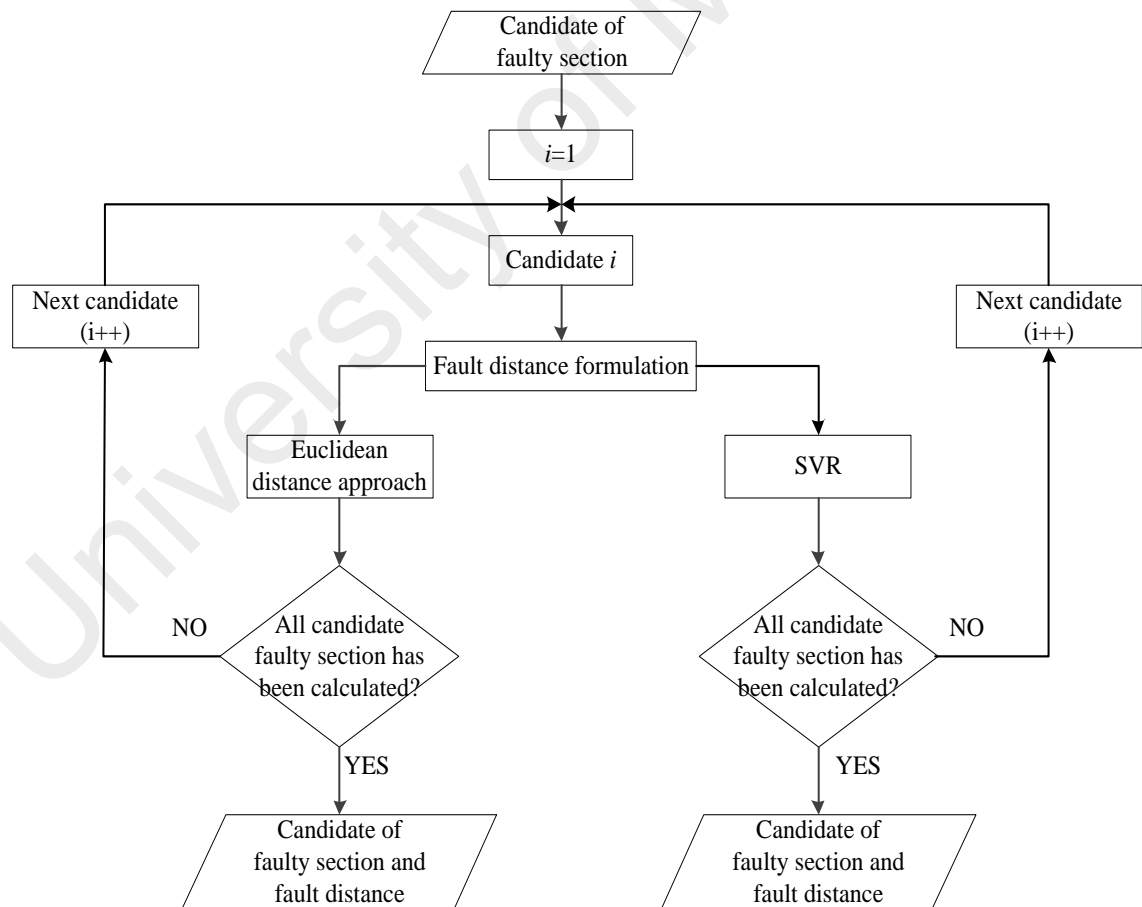 Candidate of
faulty section
i=1
Candidate i
Next candidate
(i++)
Next candidate
(i++)
Fault distance formulation
Euclidean
distance approach
SVR
All candidate
faulty section has
been calculated?
NO
All candidate
faulty section has
been calculated?
NO
YES
YES
Candidate of
faulty section and
fault distance
Candidate of
faulty section and
fault distance
University of M